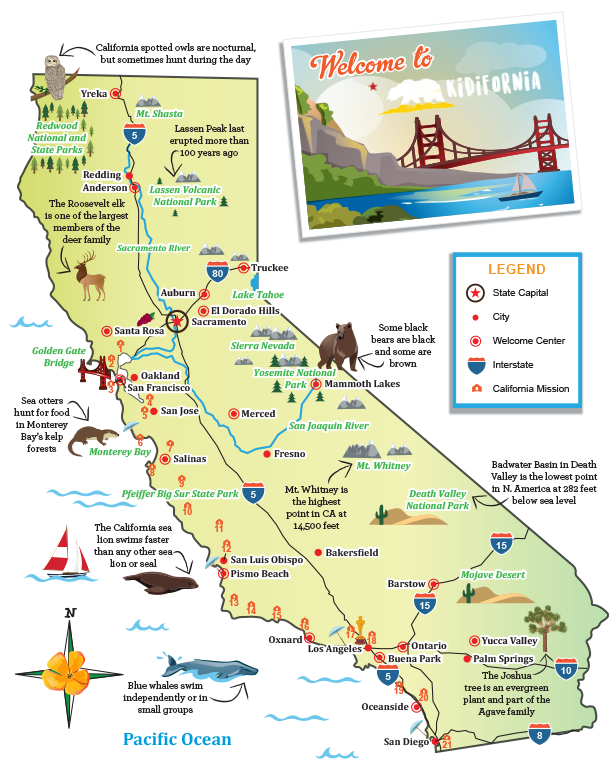 California spotted owls are nocturnal,
but sometimes hunt during the day
Welcome to
KiDiFORNiA
Yreka
Mt. Shasta
Redwood
National and
State Parks
5
Lassen Peak last
erupted more than
100 years ago
Redding
Anderson
Lassen Volcanic
National Park
The Roosevelt elk
is one of the largest
members of the
deer family
Sacramento River
80
Truckee
Auburn
Lake Tahoe
El Dorado Hills
Sacramento
Santa Rosa
LEGEND
State Capital
City
Welcome Center
Interstate
California Mission
Golden Gate
Bridge
1
2
3
Oakland
San Francisco
Sierra Nevada
Yosemite National
Park
Mammoth Lakes
Some black
bears are black
and some are
brown
Sea otters
hunt for food
in Monterey
Bay's kelp
forests
4
5
San Jose
Merced
San Joaquin River
6
7
Monterey Bay
Salinas
Fresno
Mt. Whitney
8
9
Pfeiffer Big Sur State Park
5
10
11
12
Mt. Whitney is
the highest
point in CA at
14,500 feet
Death Valley
National Park
Badwater Basin in Death
Valley is the lowest point
in N. America at 282 feet
below sea level
The California sea
lion swims faster
than any other sea
lion or seal
San Luis Obispo
Pismo Beach
Bakersfield
15
Barstow
Mojave Desert
15
13
14
15
16
17
18
N
Oxnard
Los Angeles
Ontario
Buena Park
Yucca Valley
Palm Springs
5
10
The Joshua
tree is an evergreen
plant and part of the
Agave family
Blue whales swim
independently or in
small groups
19
20
Oceanside
San Diego
21
8
Pacific Ocean